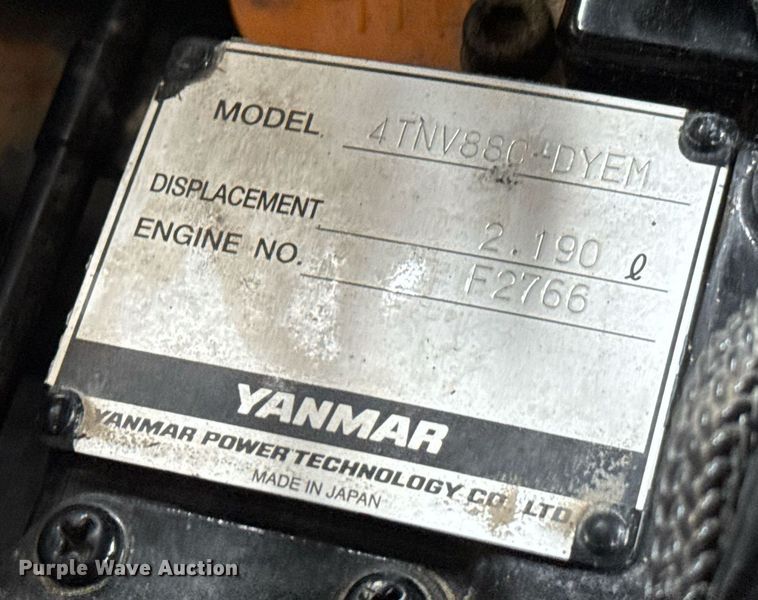 MODEL 4TNV88C-DYEM
DISPLACEMENT 2.190 ℓ
ENGINE NO. F2766
YANMAR
YANMAR POWER TECHNOLOGY CO., LTD.
MADE IN JAPAN
Purple Wave Auction